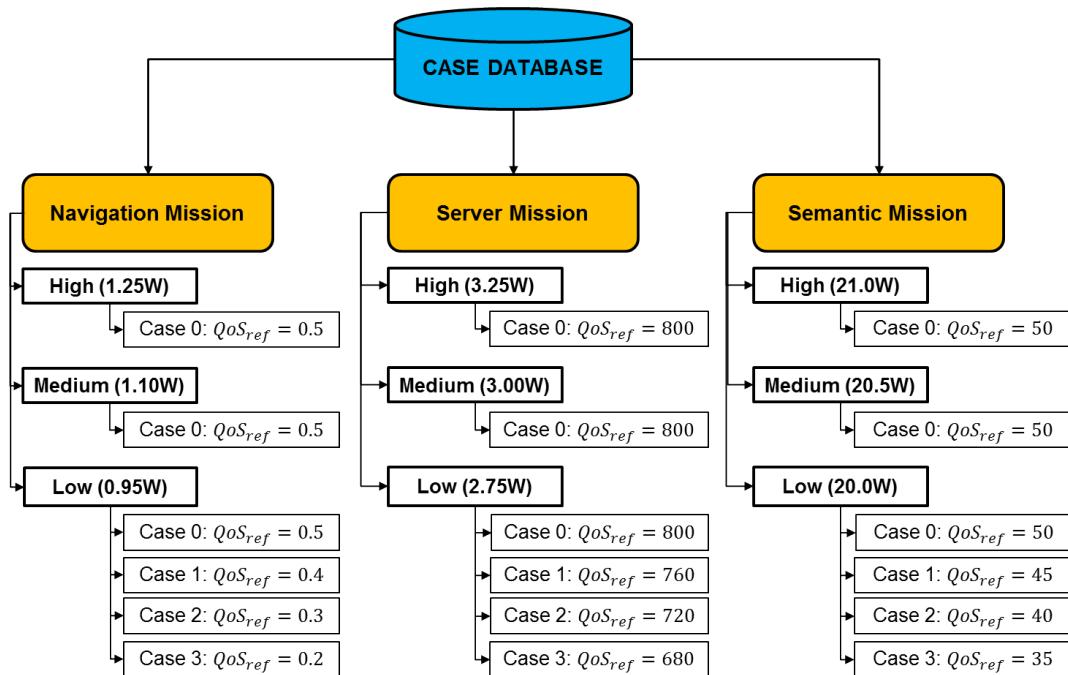 CASE DATABASE
Navigation Mission
High (1.25W)
Case 0: QoS_ref = 0.5
Medium (1.10W)
Case 0: QoS_ref = 0.5
Low (0.95W)
Case 0: QoS_ref = 0.5
Case 1: QoS_ref = 0.4
Case 2: QoS_ref = 0.3
Case 3: QoS_ref = 0.2
Server Mission
High (3.25W)
Case 0: QoS_ref = 800
Medium (3.00W)
Case 0: QoS_ref = 800
Low (2.75W)
Case 0: QoS_ref = 800
Case 1: QoS_ref = 760
Case 2: QoS_ref = 720
Case 3: QoS_ref = 680
Semantic Mission
High (21.0W)
Case 0: QoS_ref = 50
Medium (20.5W)
Case 0: QoS_ref = 50
Low (20.0W)
Case 0: QoS_ref = 50
Case 1: QoS_ref = 45
Case 2: QoS_ref = 40
Case 3: QoS_ref = 35